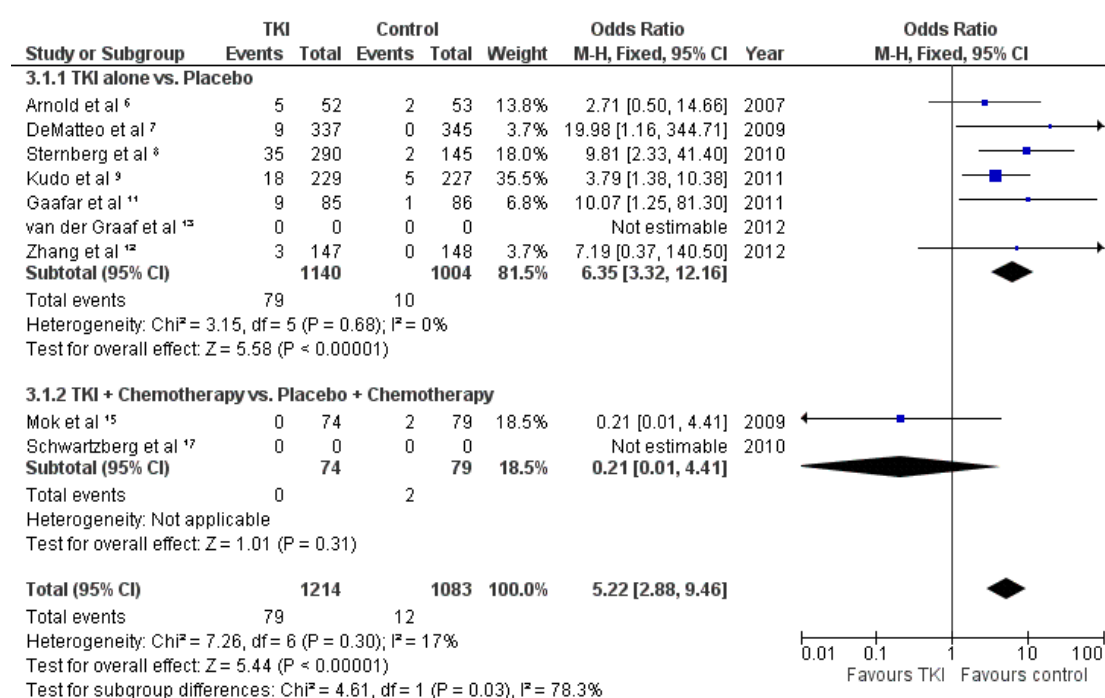 TKI Control Odds Ratio Odds Ratio
Study or Subgroup Events Total Events Total Weight M-H, Fixed, 95% CI Year M-H, Fixed, 95% CI
3.1.1 TKI alone vs. Placebo
Arnold et al ⁶ 5 52 2 53 13.8% 2.71 [0.50, 14.66] 2007
DeMatteo et al ⁷ 9 337 0 345 3.7% 19.98 [1.16, 344.71] 2009
Sternberg et al ⁸ 35 290 2 145 18.0% 9.81 [2.33, 41.40] 2010
Kudo et al ⁹ 18 229 5 227 35.5% 3.79 [1.38, 10.38] 2011
Gaafar et al ¹¹ 9 85 1 86 6.8% 10.07 [1.25, 81.30] 2011
van der Graaf et al ¹³ 0 0 0 0 Not estimable 2012
Zhang et al ¹² 3 147 0 148 3.7% 7.19 [0.37, 140.50] 2012
Subtotal (95% CI) 1140 1004 81.5% 6.35 [3.32, 12.16]
Total events 79 10
Heterogeneity: Chi² = 3.15, df = 5 (P = 0.68); I² = 0%
Test for overall effect: Z = 5.58 (P < 0.00001)
3.1.2 TKI + Chemotherapy vs. Placebo + Chemotherapy
Mok et al ¹⁵ 0 74 2 79 18.5% 0.21 [0.01, 4.41] 2009
Schwartzberg et al ¹⁷ 0 0 0 0 Not estimable 2010
Subtotal (95% CI) 74 79 18.5% 0.21 [0.01, 4.41]
Total events 0 2
Heterogeneity: Not applicable
Test for overall effect: Z = 1.01 (P = 0.31)
Total (95% CI) 1214 1083 100.0% 5.22 [2.88, 9.46]
Total events 79 12
Heterogeneity: Chi² = 7.26, df = 6 (P = 0.30); I² = 17%
Test for overall effect: Z = 5.44 (P < 0.00001)
Test for subgroup differences: Chi² = 4.61, df = 1 (P = 0.03), I² = 78.3%
0.01 0.1 1 10 100
Favours TKI Favours control